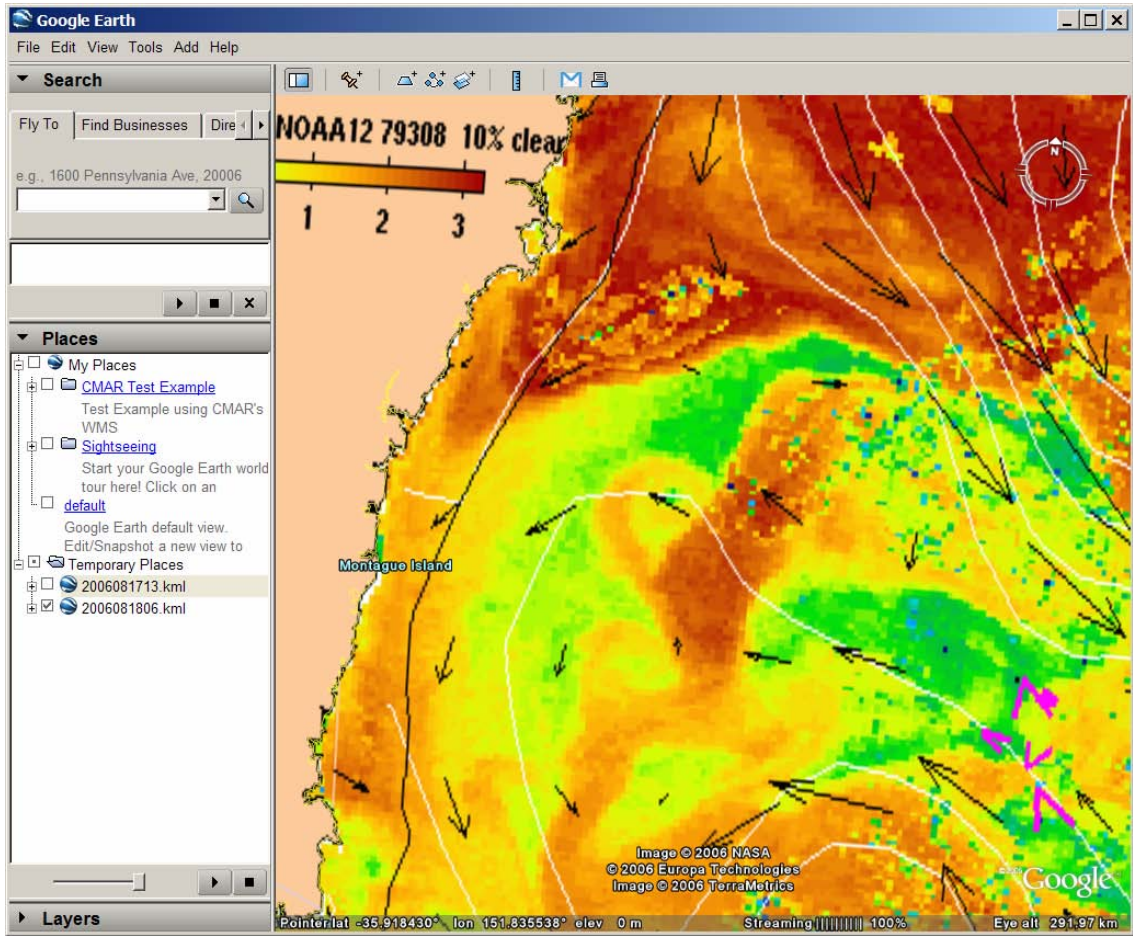 Google Earth
File Edit View Tools Add Help
Search
Fly To Find Businesses Dire
e.g., 1600 Pennsylvania Ave, 20006
Places
My Places
CMAR Test Example
Test Example using CMAR's
WMS
Sightseeing
Start your Google Earth world
tour here! Click on an
default
Google Earth default view.
Edit/Snapshot a new view to
Temporary Places
2006081713.kml
2006081806.kml
Layers
NOAA12 79308 10% clear
1 2 3
N
Montague Island
Image © 2006 NASA
© 2006 Europa Technologies
Image © 2006 TerraMetrics
Google
Pointer lat -35.918430° lon 151.835538° elev 0 m Streaming 100% Eye alt 291.97 km